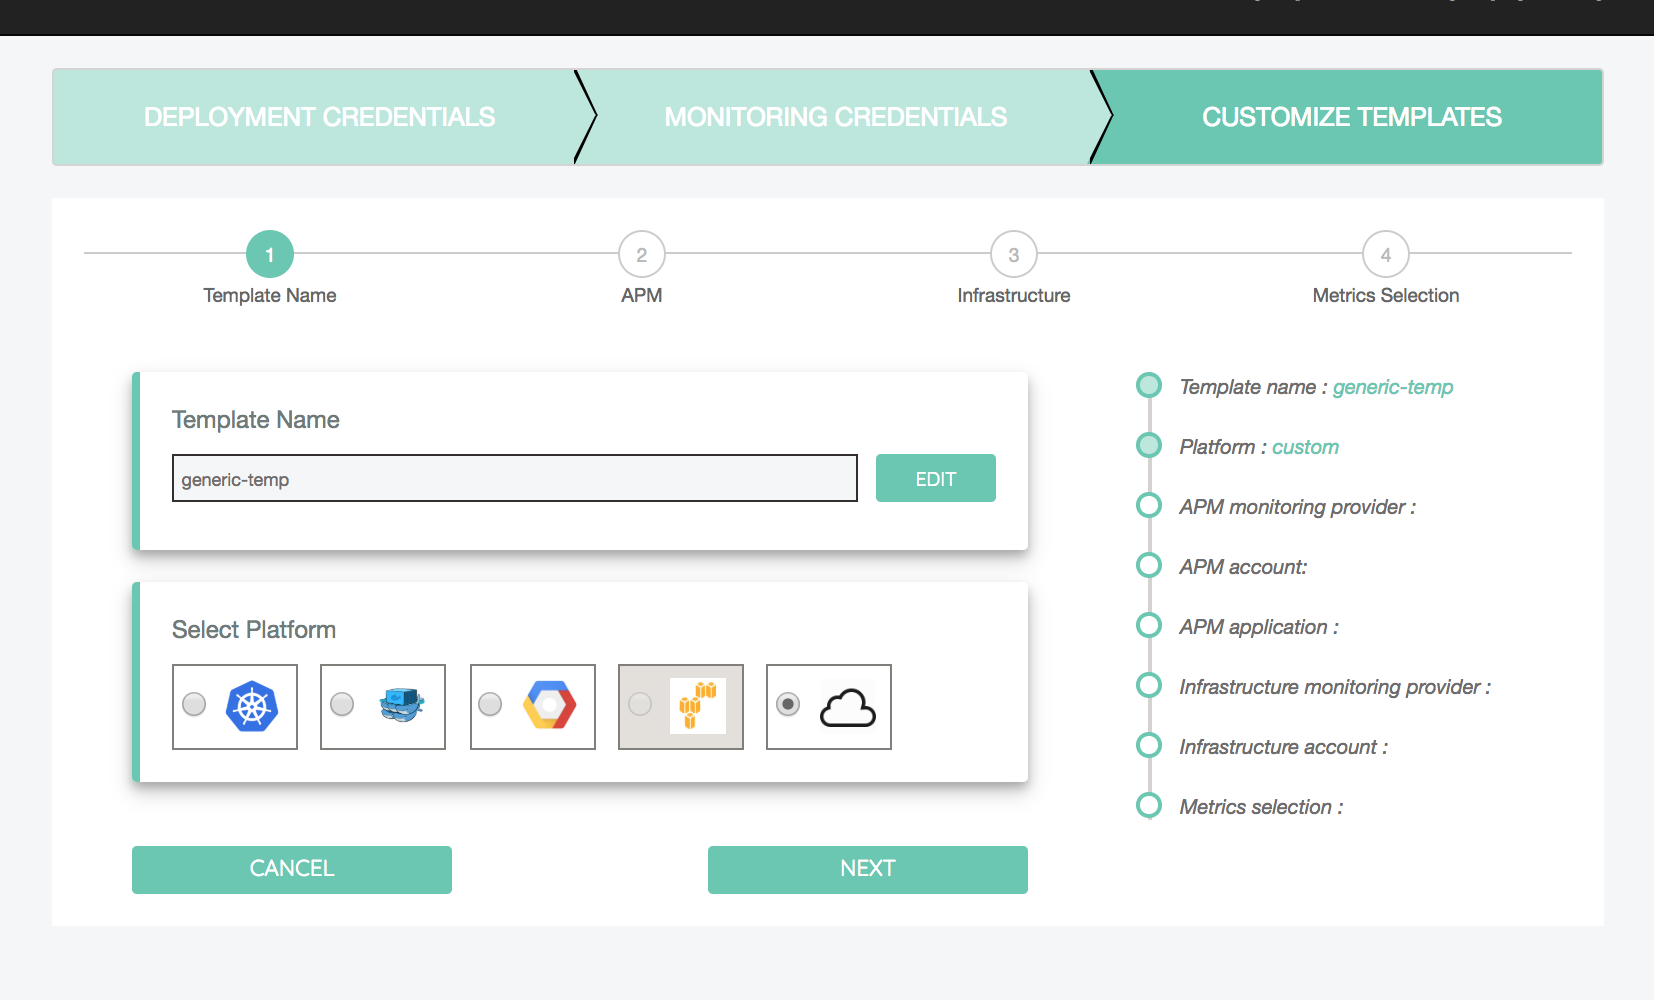 DEPLOYMENT CREDENTIALS
MONITORING CREDENTIALS
CUSTOMIZE TEMPLATES
1
2
3
4
Template Name
APM
Infrastructure
Metrics Selection
Template Name
generic-temp
EDIT
Select Platform
CANCEL
NEXT
Template name : generic-temp
Platform : custom
APM monitoring provider :
APM account:
APM application :
Infrastructure monitoring provider :
Infrastructure account :
Metrics selection :